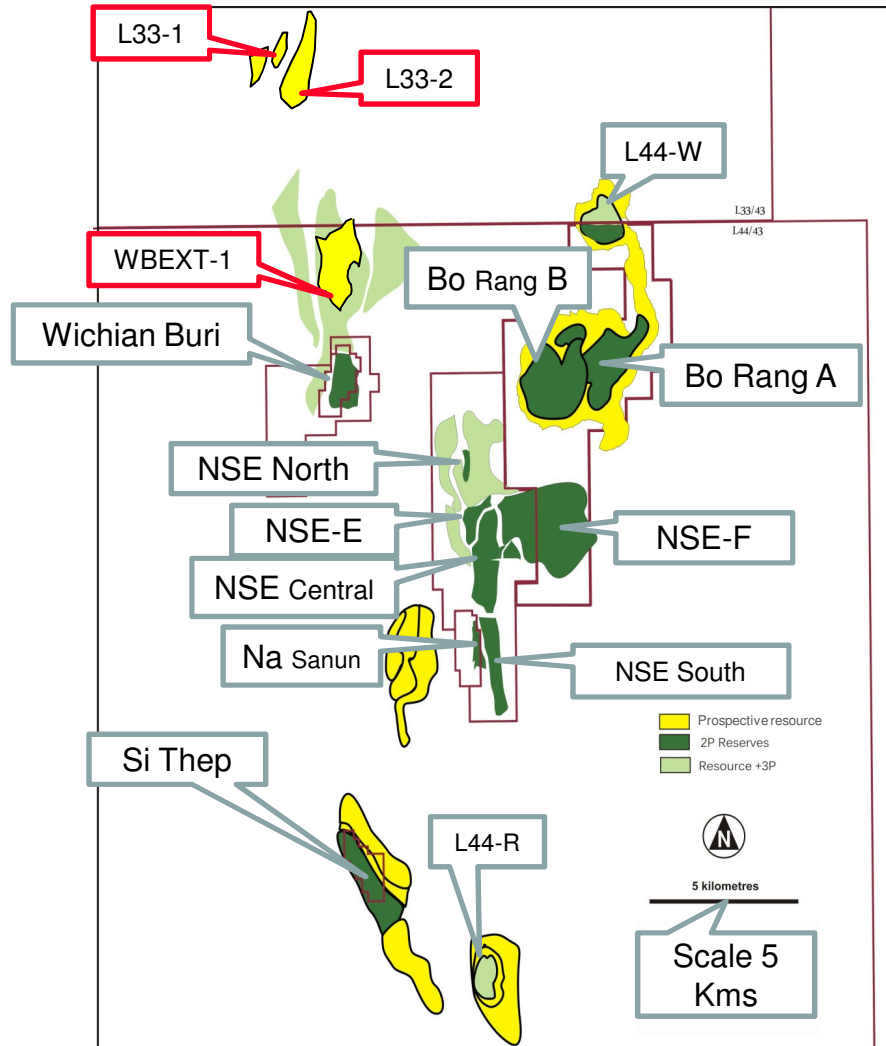 L33-1
L33-2
L44-W
L33/43
L44/43
WBEXT-1
Bo Rang B
Wichian Buri
Bo Rang A
NSE North
NSE-E
NSE-F
NSE Central
Na Sanun
NSE South
Prospective resource
2P Reserves
Resource +3P
Si Thep
L44-R
N
5 kilometres
Scale 5
Kms